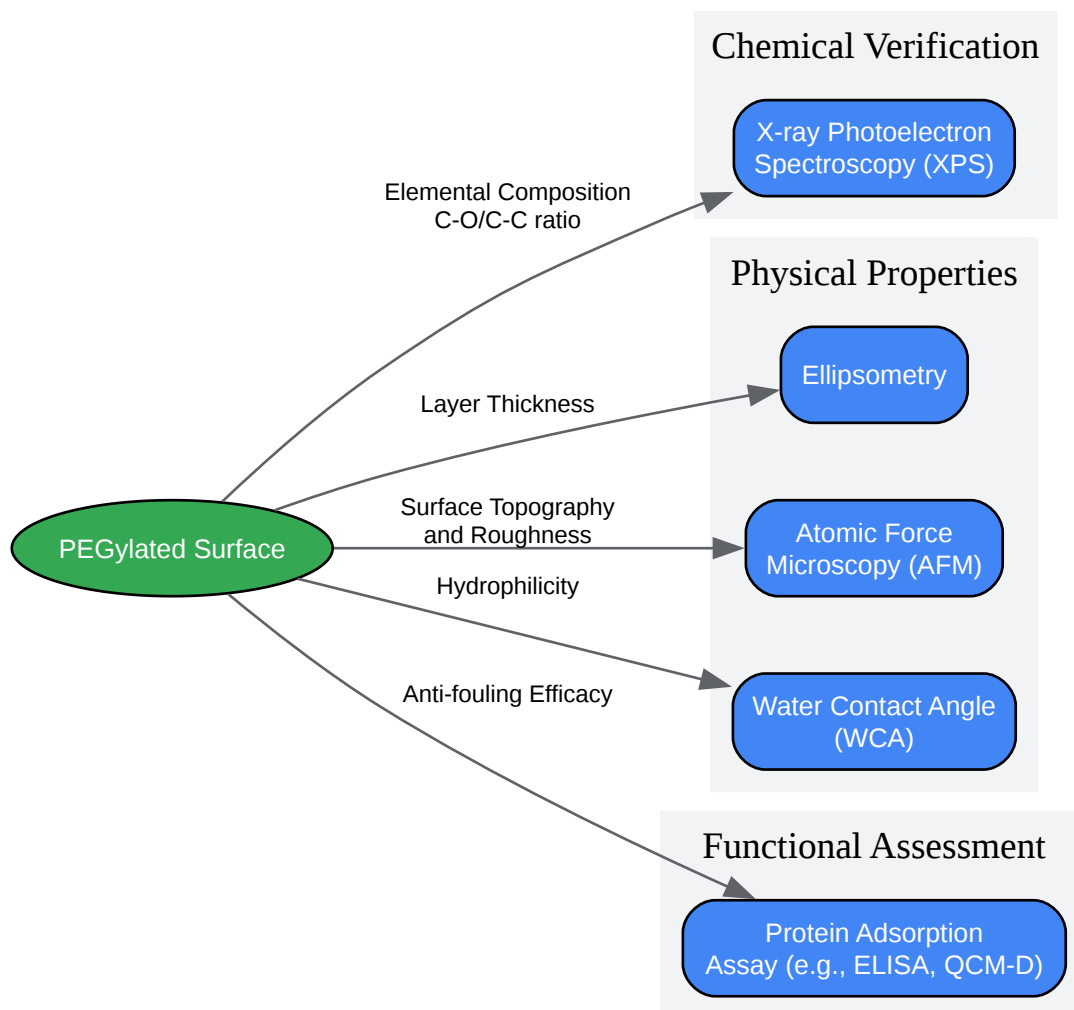 Chemical Verification
X-ray Photoelectron
Spectroscopy (XPS)
Elemental Composition
C-O/C-C ratio
Physical Properties
Ellipsometry
Layer Thickness
Surface Topography
and Roughness
Atomic Force
Microscopy (AFM)
PEGylated Surface
Hydrophilicity
Water Contact Angle
(WCA)
Anti-fouling Efficacy
Functional Assessment
Protein Adsorption
Assay (e.g., ELISA, QCM-D)